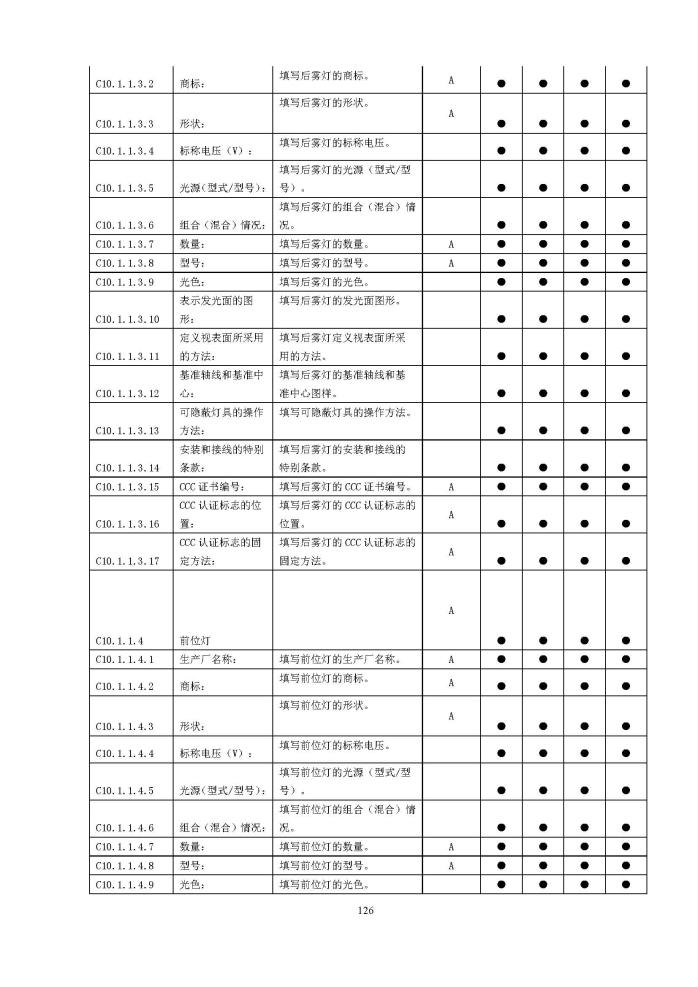 C10.1.1.3.2 商标: 填写后雾灯的商标。 A ● ● ● ●
C10.1.1.3.3 形状: 填写后雾灯的形状。 A ● ● ● ●
C10.1.1.3.4 标称电压（V）: 填写后雾灯的标称电压。 ● ● ● ●
C10.1.1.3.5 光源(型式/型号): 填写后雾灯的光源（型式/型
号）。 ● ● ● ●
C10.1.1.3.6 组合（混合）情况: 填写后雾灯的组合（混合）情
况。 ● ● ● ●
C10.1.1.3.7 数量: 填写后雾灯的数量。 A ● ● ● ●
C10.1.1.3.8 型号: 填写后雾灯的型号。 A ● ● ● ●
C10.1.1.3.9 光色: 填写后雾灯的光色。 ● ● ● ●
表示发光面的图 填写后雾灯的发光面图形。
C10.1.1.3.10 形: ● ● ● ●
定义视表面所采用 填写后雾灯定义视表面所采
C10.1.1.3.11 的方法: 用的方法。 ● ● ● ●
基准轴线和基准中 填写后雾灯的基准轴线和基
C10.1.1.3.12 心: 准中心图样。 ● ● ● ●
可隐蔽灯具的操作 填写可隐蔽灯具的操作方法。
C10.1.1.3.13 方法: ● ● ● ●
安装和接线的特别 填写后雾灯的安装和接线的
C10.1.1.3.14 条款: 特别条款。 ● ● ● ●
C10.1.1.3.15 CCC 证书编号: 填写后雾灯的 CCC 证书编号。 A ● ● ● ●
CCC 认证标志的位 填写后雾灯的 CCC 认证标志的
C10.1.1.3.16 置: 位置。 A ● ● ● ●
CCC 认证标志的固 填写后雾灯的 CCC 认证标志的
C10.1.1.3.17 定方法: 固定方法。 A ● ● ● ●
C10.1.1.4 前位灯 A ● ● ● ●
C10.1.1.4.1 生产厂名称: 填写前位灯的生产厂名称。 A ● ● ● ●
C10.1.1.4.2 商标: 填写前位灯的商标。 A ● ● ● ●
C10.1.1.4.3 形状: 填写前位灯的形状。 A ● ● ● ●
C10.1.1.4.4 标称电压（V）: 填写前位灯的标称电压。 ● ● ● ●
C10.1.1.4.5 光源(型式/型号): 填写前位灯的光源（型式/型
号）。 ● ● ● ●
C10.1.1.4.6 组合（混合）情况: 填写前位灯的组合（混合）情
况。 ● ● ● ●
C10.1.1.4.7 数量: 填写前位灯的数量。 A ● ● ● ●
C10.1.1.4.8 型号: 填写前位灯的型号。 A ● ● ● ●
C10.1.1.4.9 光色: 填写前位灯的光色。 ● ● ● ●
126